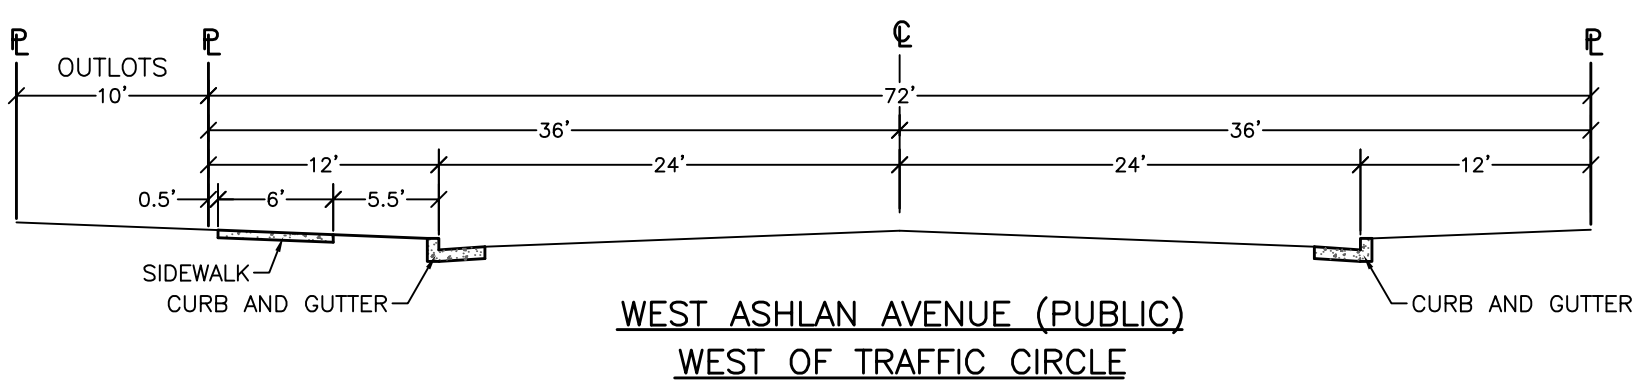 PL PL CL PL
OUTLOTS
10' 72'
36' 36'
12' 24' 24' 12'
0.5' 6' 5.5'
SIDEWALK
CURB AND GUTTER CURB AND GUTTER
WEST ASHLAN AVENUE (PUBLIC)
WEST OF TRAFFIC CIRCLE